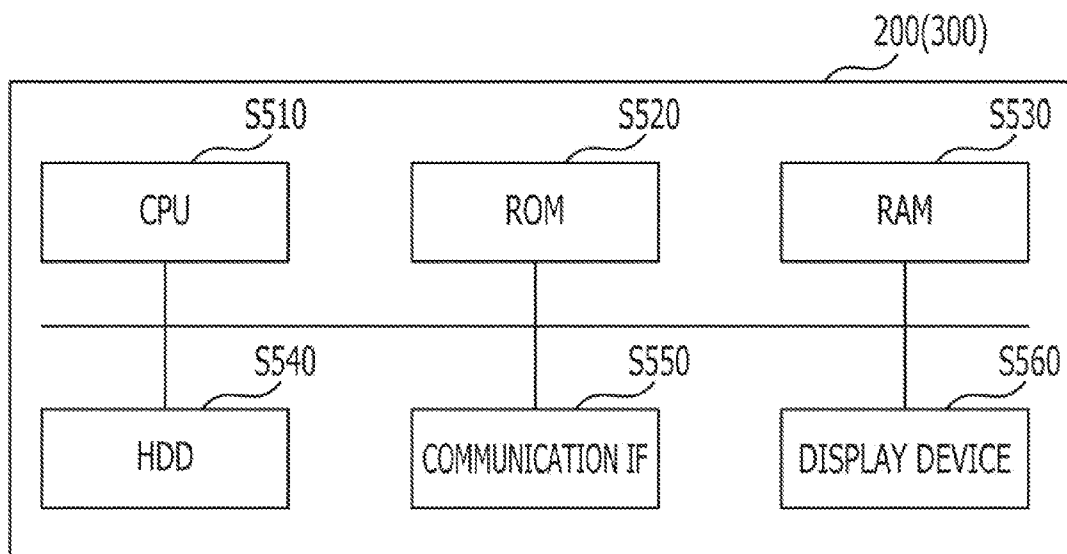 200(300)
S510
S520
S530
CPU
ROM
RAM
S540
S550
S560
HDD
COMMUNICATION IF
DISPLAY DEVICE